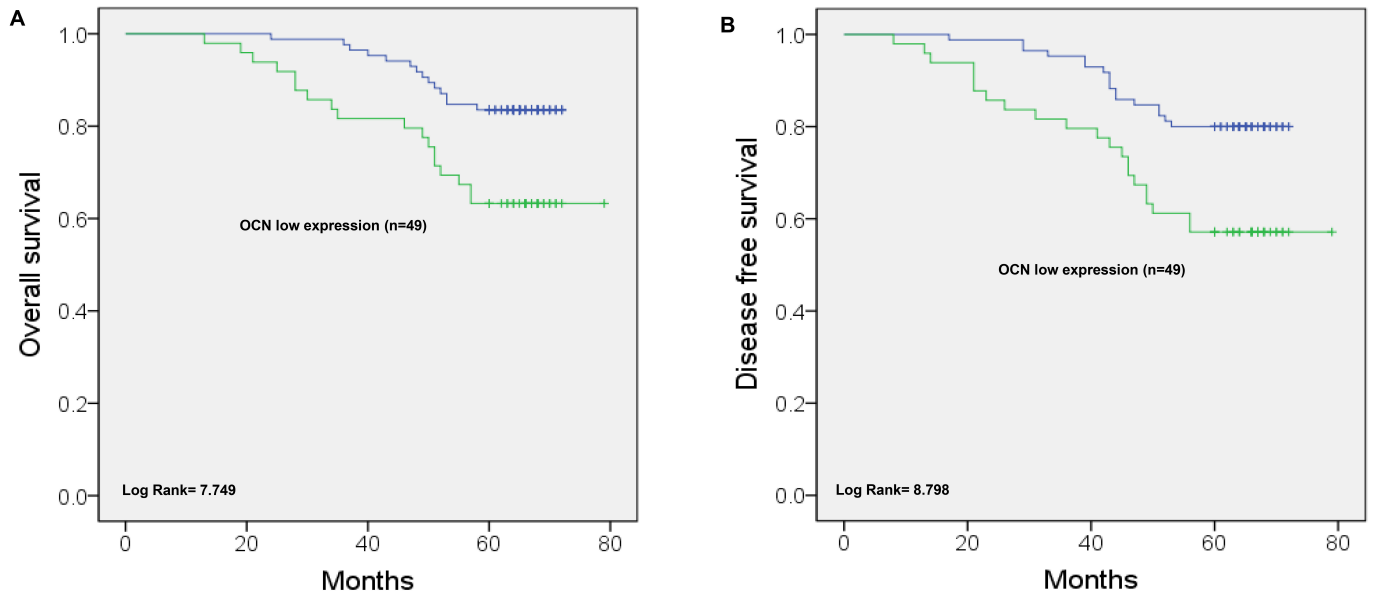 A
1.0
0.8
0.6
0.4
0.2
0.0
Overall survival
OCN low expression (n=49)
Log Rank= 7.749
0 20 40 60 80
Months
B
1.0
0.8
0.6
0.4
0.2
0.0
Disease free survival
OCN low expression (n=49)
Log Rank= 8.798
0 20 40 60 80
Months